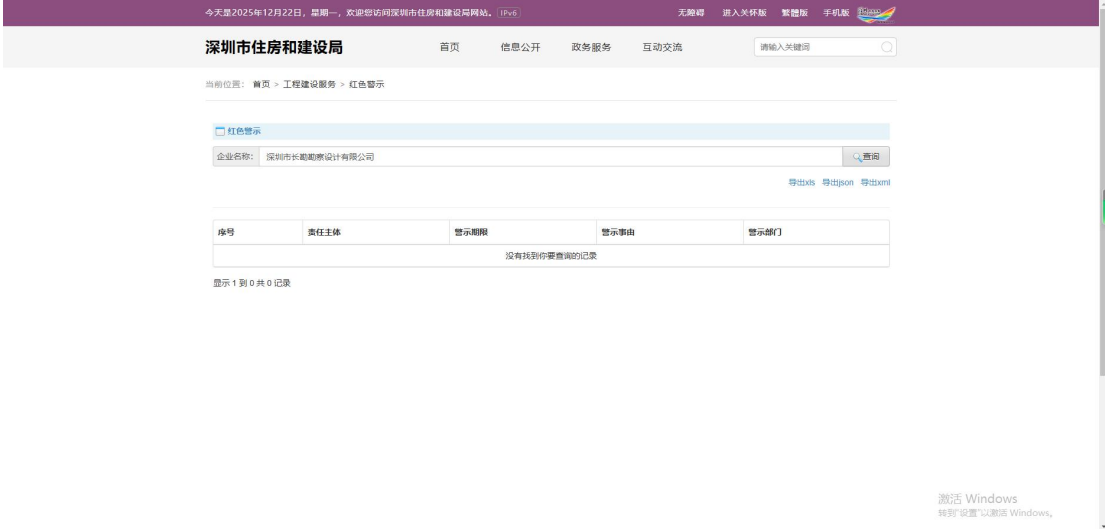 今天是2025年12月22日，星期一，欢迎您访问深圳市住房和建设局网站。 IPv6 无障碍 进入关怀版 繁體版 手机版
深圳市住房和建设局 首页 信息公开 政务服务 互动交流 请输入关键词
当前位置： 首页 > 工程建设服务 > 红色警示
红色警示
企业名称： 深圳市长勘勘察设计有限公司 查询
导出xls 导出json 导出xml
序号 责任主体 警示期限 警示事由 警示部门
没有找到你要查询的记录
显示 1 到 0 共 0 记录
激活 Windows
转到"设置"以激活 Windows。